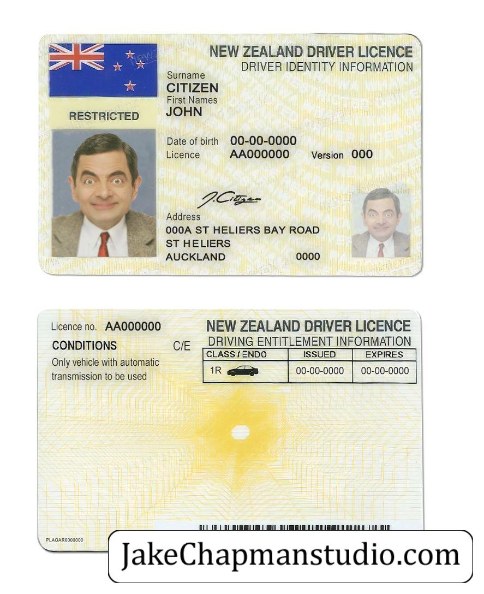 NEW ZEALAND DRIVER LICENCE
DRIVER IDENTITY INFORMATION
Surname
CITIZEN
First Names
RESTRICTED
JOHN
Date of birth 00-00-0000
Licence AA000000 Version 000
J.Citizen
Address
000A ST HELIERS BAY ROAD
ST HELIERS
AUCKLAND 0000
Licence no. AA000000 NEW ZEALAND DRIVER LICENCE
CONDITIONS C/E DRIVING ENTITLEMENT INFORMATION
CLASS / ENDO ISSUED EXPIRES
Only vehicle with automatic
1R 00-00-0000 00-00-0000
transmission to be used
JakeChapmanstudio.com